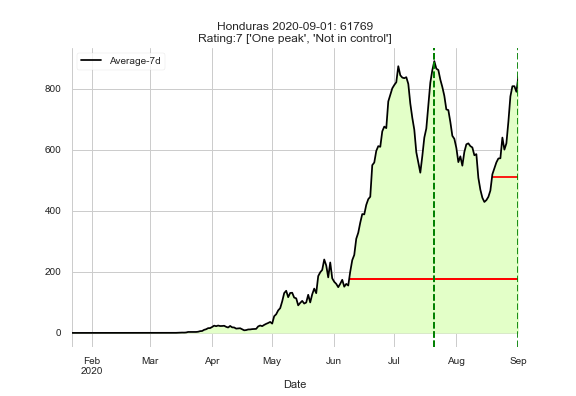 Honduras 2020-09-01: 61769
Rating:7 ['One peak', 'Not in control']
Average-7d
800
600
400
200
0
Feb
2020
Mar
Apr
May
Jun
Jul
Aug
Sep
Date